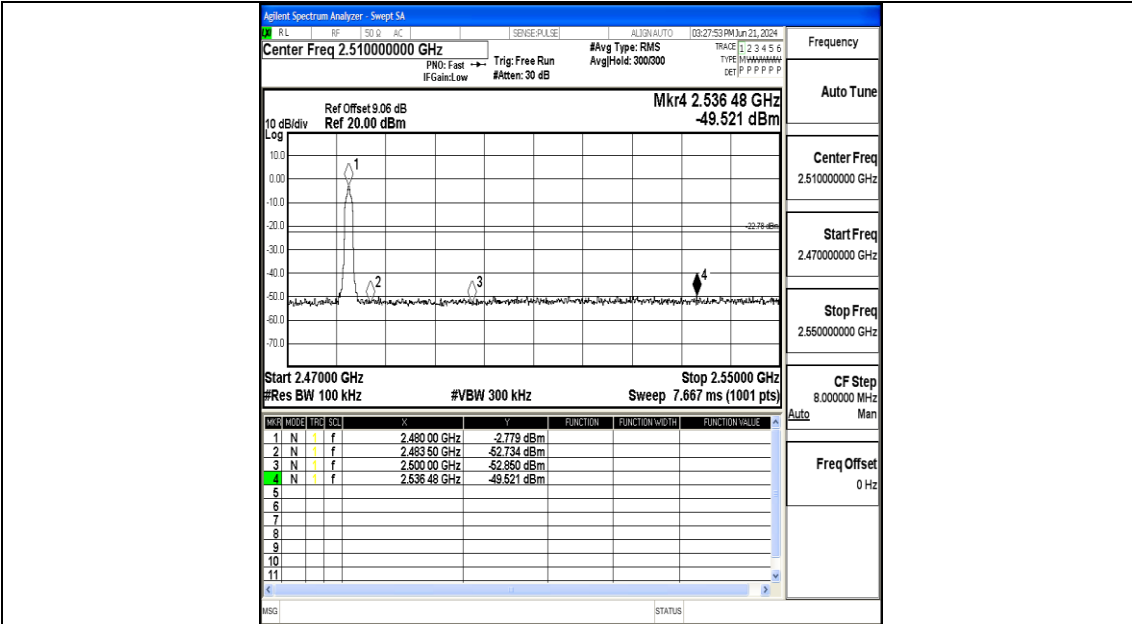 Agilent Spectrum Analyzer - Swept SA
RL RF 50 Ω AC SENSE:PULSE ALIGN AUTO 03:27:53 PM Jun 21, 2024
Center Freq 2.510000000 GHz #Avg Type: RMS TRACE 1 2 3 4 5 6
PNO: Fast Trig: Free Run Avg|Hold: 300/300 TYPE
IFGain:Low #Atten: 30 dB DET P P P P P P
Mkr4 2.536 48 GHz
-49.521 dBm
Ref Offset 9.06 dB
10 dB/div Ref 20.00 dBm
Log
10.0
1
0.00
-10.0
-20.0
-22.78 dBm
-30.0
-40.0
2 3 4
-50.0
-60.0
-70.0
Start 2.47000 GHz Stop 2.55000 GHz
#Res BW 100 kHz #VBW 300 kHz Sweep 7.667 ms (1001 pts)
MKR MODE TRC SCL X Y FUNCTION FUNCTION WIDTH FUNCTION VALUE
1 N 1 f 2.480 00 GHz -2.779 dBm
2 N 1 f 2.483 50 GHz -52.734 dBm
3 N 1 f 2.500 00 GHz -52.850 dBm
4 N 1 f 2.536 48 GHz -49.521 dBm
5
6
7
8
9
10
11
MSG STATUS
Frequency
Auto Tune
Center Freq
2.510000000 GHz
Start Freq
2.470000000 GHz
Stop Freq
2.550000000 GHz
CF Step
8.000000 MHz
Auto Man
Freq Offset
0 Hz